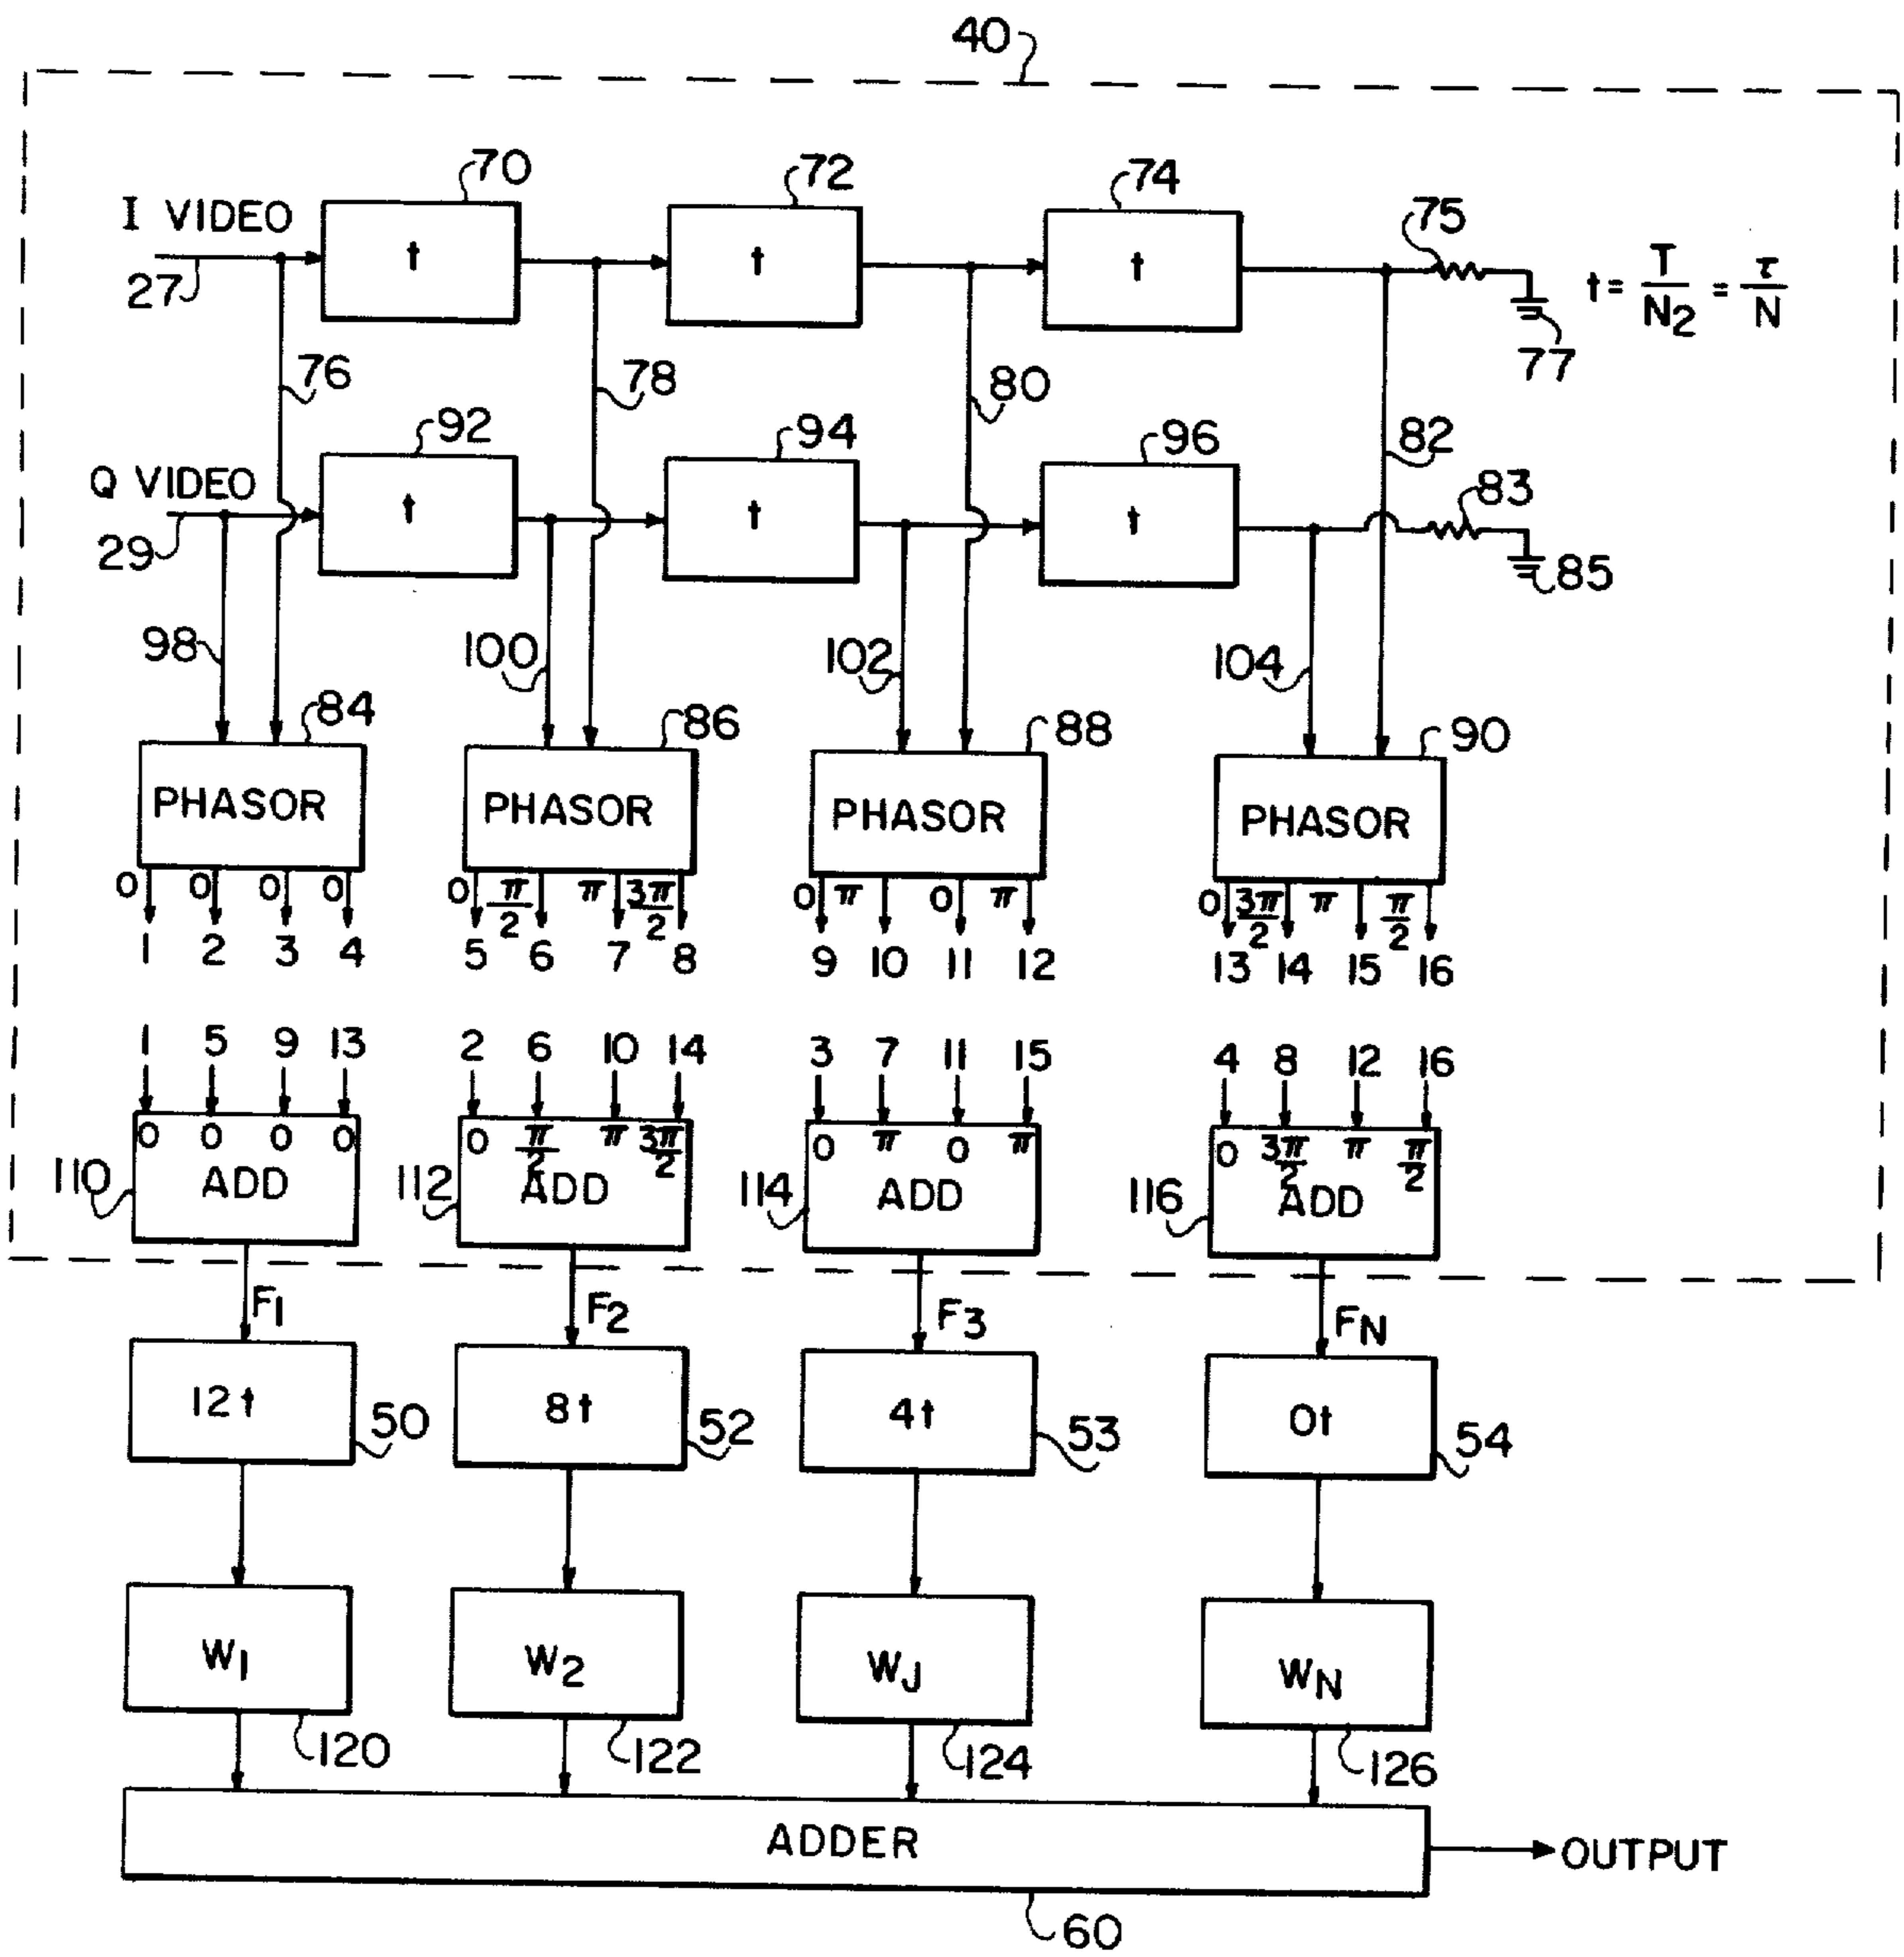 40
70
72
74
I VIDEO
t
t
t
75
t = T/N2 = τ/N
27
77
76
78
80
82
92
94
96
Q VIDEO
t
t
t
83
29
85
98
100
102
104
84
86
88
90
PHASOR
PHASOR
PHASOR
PHASOR
0 0 0 0
0 π/2 π 3π/2
0 π 0 π
0 3π/2 π π/2
1 2 3 4
5 6 7 8
9 10 11 12
13 14 15 16
1 5 9 13
2 6 10 14
3 7 11 15
4 8 12 16
0 0 0 0
0 π/2 π 3π/2
0 π 0 π
0 3π/2 π π/2
110
ADD
112
ADD
114
ADD
116
ADD
F1
F2
F3
FN
12t
50
8t
52
4t
53
0t
54
W1
W2
WJ
WN
120
122
124
126
ADDER
OUTPUT
60